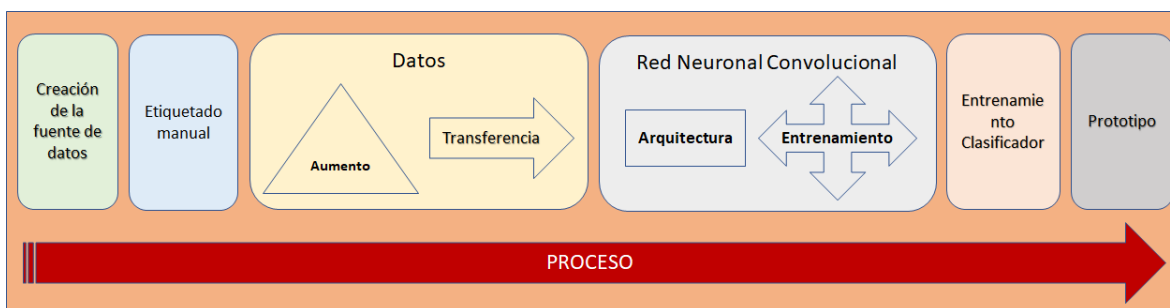 Creación
de la
fuente de
datos
Etiquetado
manual
Datos
Aumento
Transferencia
Red Neuronal Convolucional
Arquitectura
Entrenamiento
Entrenamie
nto
Clasificador
Prototipo
PROCESO